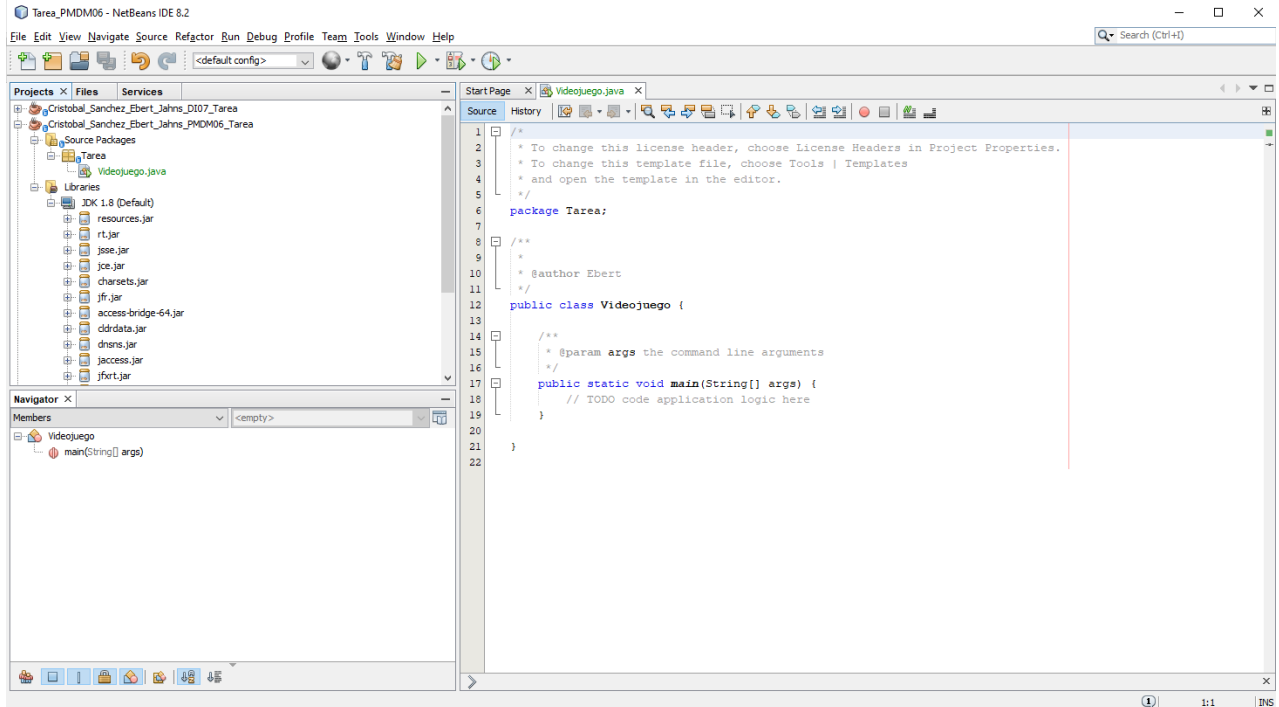 Tarea_PMDM06 - NetBeans IDE 8.2
File Edit View Navigate Source Refactor Run Debug Profile Team Tools Window Help
Search (Ctrl+I)
<default config>
Projects Files Services
Cristobal_Sanchez_Ebert_Jahns_DI07_Tarea
Cristobal_Sanchez_Ebert_Jahns_PMDM06_Tarea
Source Packages
Tarea
Videojuego.java
Libraries
JDK 1.8 (Default)
resources.jar
rt.jar
jsse.jar
jce.jar
charsets.jar
jfr.jar
access-bridge-64.jar
cldrdata.jar
dnsns.jar
jaccess.jar
jfxrt.jar
Navigator
Members <empty>
Videojuego
main(String[] args)
Start Page Videojuego.java
Source History
1 /*
2 * To change this license header, choose License Headers in Project Properties.
3 * To change this template file, choose Tools | Templates
4 * and open the template in the editor.
5 */
6 package Tarea;
7
8 /**
9 *
10 * @author Ebert
11 */
12 public class Videojuego {
13
14 /**
15 * @param args the command line arguments
16 */
17 public static void main(String[] args) {
18 // TODO code application logic here
19 }
20
21 }
22
1 1:1 INS